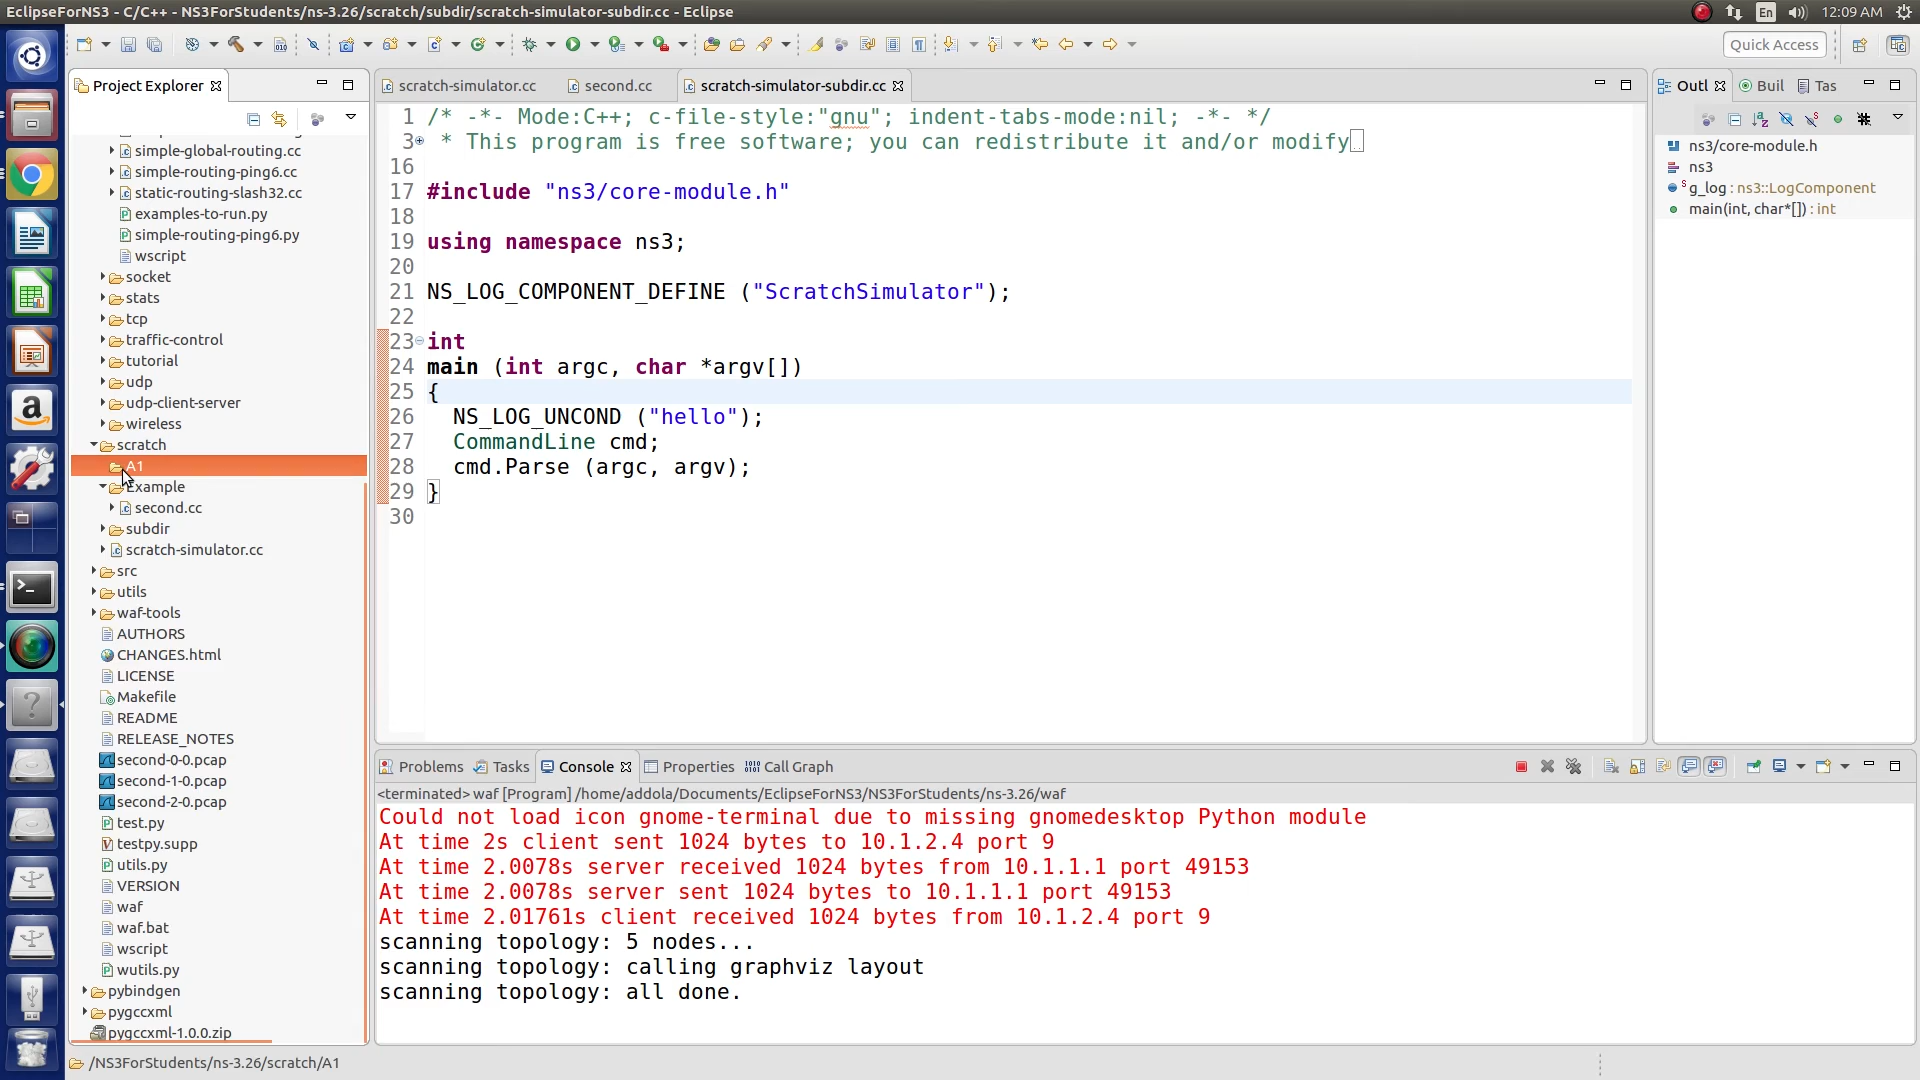 EclipseForNS3 - C/C++ - NS3ForStudents/ns-3.26/scratch/subdir/scratch-simulator-subdir.cc - Eclipse
En
12:09 AM
Quick Access
Project Explorer
simple-global-routing.cc
simple-routing-ping6.cc
static-routing-slash32.cc
examples-to-run.py
simple-routing-ping6.py
wscript
socket
stats
tcp
traffic-control
tutorial
udp
udp-client-server
wireless
scratch
A1
Example
second.cc
subdir
scratch-simulator.cc
src
utils
waf-tools
AUTHORS
CHANGES.html
LICENSE
Makefile
README
RELEASE_NOTES
second-0-0.pcap
second-1-0.pcap
second-2-0.pcap
test.py
testpy.supp
utils.py
VERSION
waf
waf.bat
wscript
wutils.py
pybindgen
pygccxml
pygccxml-1.0.0.zip
scratch-simulator.cc
second.cc
scratch-simulator-subdir.cc
1 /* -*- Mode:C++; c-file-style:"gnu"; indent-tabs-mode:nil; -*- */
3 * This program is free software; you can redistribute it and/or modify
16
17 #include "ns3/core-module.h"
18
19 using namespace ns3;
20
21 NS_LOG_COMPONENT_DEFINE ("ScratchSimulator");
22
23 int
24 main (int argc, char *argv[])
25 {
26   NS_LOG_UNCOND ("hello");
27   CommandLine cmd;
28   cmd.Parse (argc, argv);
29 }
30
Outl
Buil
Tas
ns3/core-module.h
ns3
g_log : ns3::LogComponent
main(int, char*[]) : int
Problems
Tasks
Console
Properties
Call Graph
<terminated> waf [Program] /home/addola/Documents/EclipseForNS3/NS3ForStudents/ns-3.26/waf
Could not load icon gnome-terminal due to missing gnomedesktop Python module
At time 2s client sent 1024 bytes to 10.1.2.4 port 9
At time 2.0078s server received 1024 bytes from 10.1.1.1 port 49153
At time 2.0078s server sent 1024 bytes to 10.1.1.1 port 49153
At time 2.01761s client received 1024 bytes from 10.1.2.4 port 9
scanning topology: 5 nodes...
scanning topology: calling graphviz layout
scanning topology: all done.
/NS3ForStudents/ns-3.26/scratch/A1